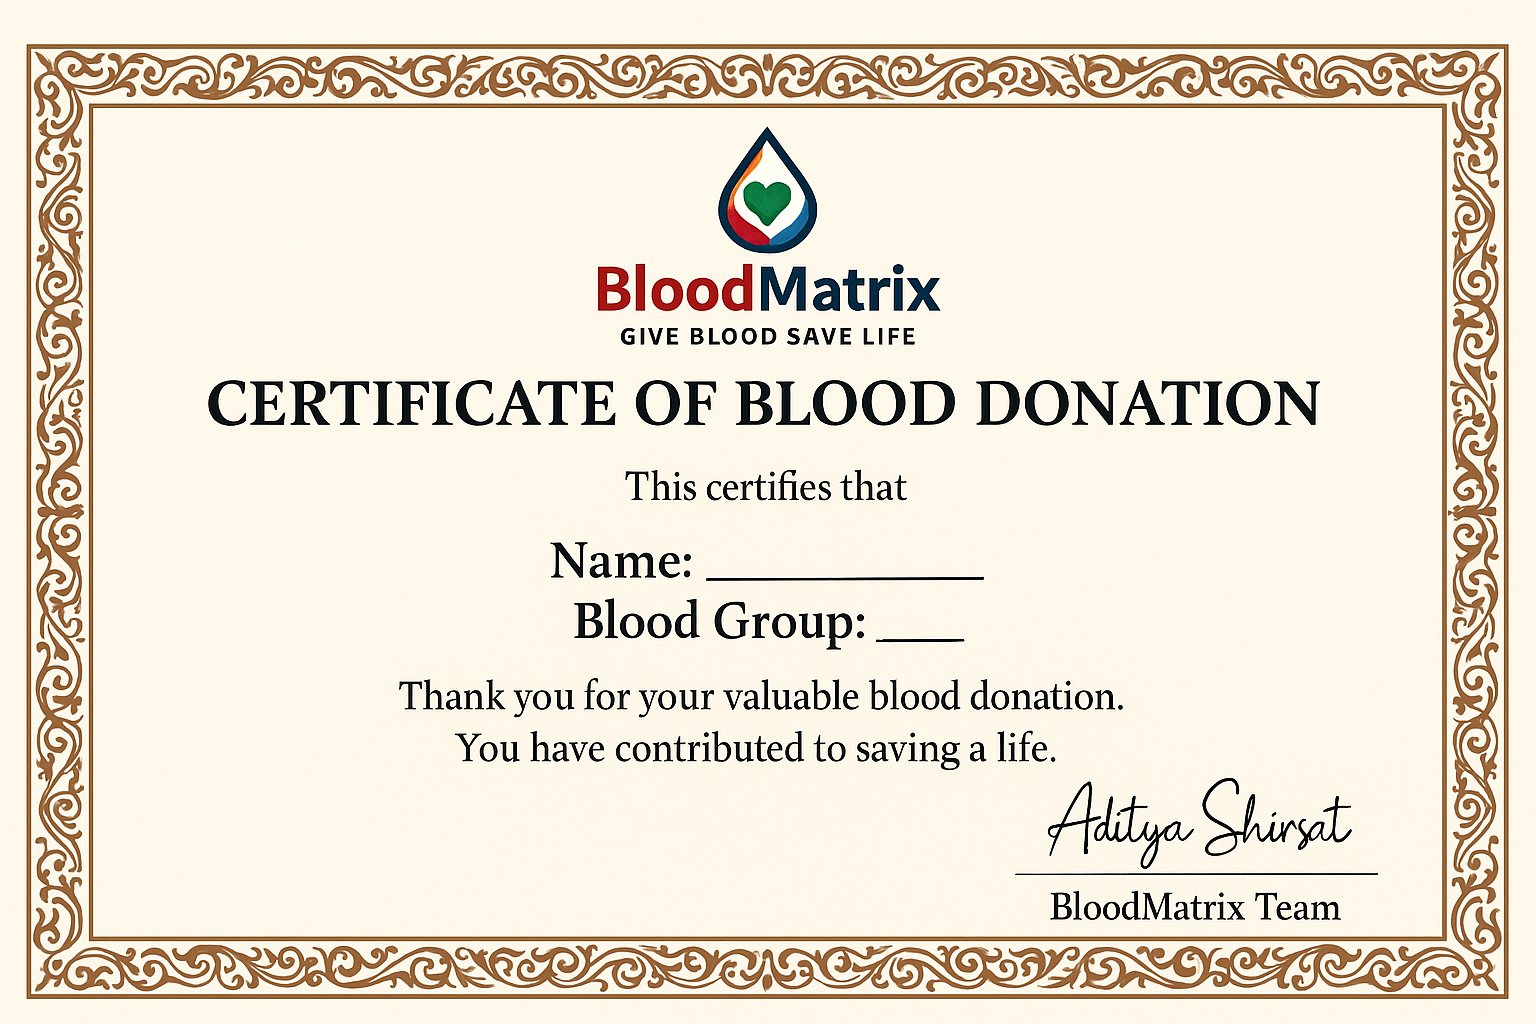 BloodMatrix
GIVE BLOOD SAVE LIFE
CERTIFICATE OF BLOOD DONATION
This certifies that
Name: ___________
Blood Group: ____
Thank you for your valuable blood donation.
You have contributed to saving a life.
Aditya Shirsat
BloodMatrix Team